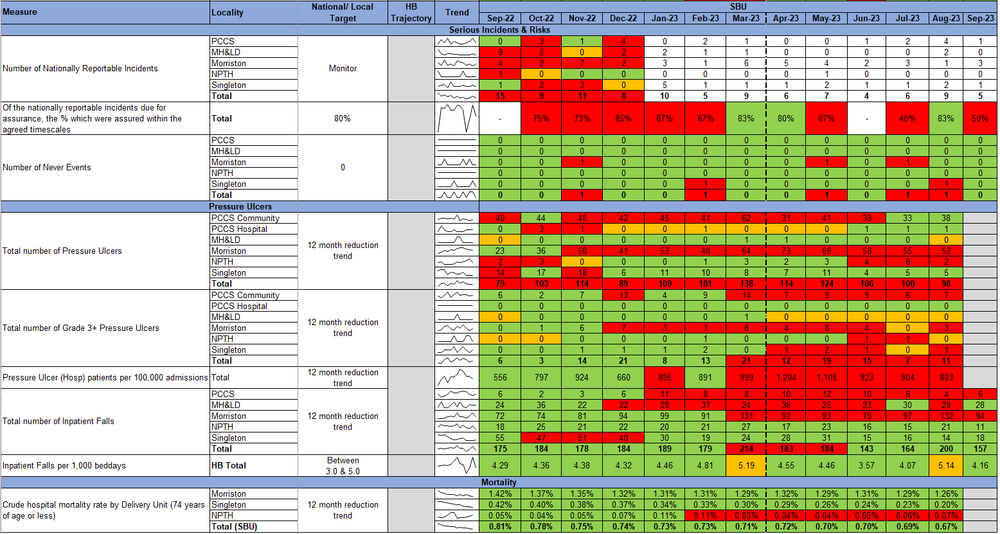 Measure Locality National/ Local Target HB Trajectory Trend SBU
Sep-22 Oct-22 Nov-22 Dec-22 Jan-23 Feb-23 Mar-23 Apr-23 May-23 Jun-23 Jul-23 Aug-23 Sep-23
Serious Incidents & Risks
Number of Nationally Reportable Incidents
Monitor
PCCS 0 3 1 4 0 2 1 0 0 1 2 4 1
MH&LD 9 2 0 2 2 1 1 0 0 0 0 2 0
Morriston 4 2 7 2 3 1 6 5 4 2 3 1 3
NPTH 1 0 0 0 0 0 0 0 1 0 0 0 0
Singleton 1 2 3 0 5 1 1 1 2 1 1 2 1
Total 15 9 11 8 10 5 9 6 7 4 6 9 5
Of the nationally reportable incidents due for
assurance, the % which were assured within the
agreed timescales
Total 80% - 75% 73% 85% 67% 67% 83% 80% 67% - 40% 83% 50%
Number of Never Events
0
PCCS 0 0 0 0 0 0 0 0 0 0 0 0 0
MH&LD 0 0 0 0 0 0 0 0 0 0 0 0 0
Morriston 0 0 1 0 0 0 0 0 1 0 1 0 0
NPTH 0 0 0 0 0 0 0 0 0 0 0 0 0
Singleton 0 0 0 0 0 1 0 0 0 0 0 1 0
Total 0 0 1 0 0 1 0 0 1 0 1 1 0
Pressure Ulcers
Total number of Pressure Ulcers
12 month reduction
trend
PCCS Community 40 44 45 42 45 41 62 31 41 39 33 38
PCCS Hospital 0 3 1 0 0 1 0 0 0 1 1 1
MH&LD 0 0 0 0 0 0 1 1 0 0 0 0
Morriston 23 36 50 41 53 48 64 73 69 58 55 52
NPTH 2 3 0 0 0 1 3 2 3 4 6 2
Singleton 14 17 18 6 11 10 8 7 11 4 5 5
Total 79 103 114 89 109 101 138 114 124 106 100 98
Total number of Grade 3+ Pressure Ulcers
12 month reduction
trend
PCCS Community 6 2 7 13 4 9 14 7 9 9 6 7
PCCS Hospital 0 0 0 0 0 0 0 0 0 0 0 0
MH&LD 0 0 0 0 0 0 1 0 0 0 0 0
Morriston 0 1 6 7 3 1 6 4 8 4 0 3
NPTH 0 0 0 0 0 1 0 0 0 1 1 0
Singleton 0 0 1 1 1 2 0 1 2 1 0 1
Total 6 3 14 21 8 13 21 12 19 15 7 11
Pressure Ulcer (Hosp) patients per 100,000 admissions Total
12 month reduction
trend
556 797 924 660 895 891 999 1,204 1,105 923 904 803
Total number of Inpatient Falls
12 month reduction
trend
PCCS 6 2 3 6 11 8 8 10 12 10 6 4 6
MH&LD 24 36 22 22 29 37 24 36 25 23 30 29 28
Morriston 72 74 81 94 99 91 131 92 93 79 97 132 94
NPTH 18 25 21 22 20 21 27 17 23 16 15 21 11
Singleton 55 47 51 40 30 19 24 28 31 15 16 14 18
Total 175 184 178 184 189 179 214 183 184 143 164 200 157
Inpatient Falls per 1,000 beddays HB Total
Between
3.0 & 5.0
4.29 4.36 4.38 4.32 4.46 4.81 5.19 4.55 4.46 3.57 4.07 5.14 4.16
Mortality
Crude hospital mortality rate by Delivery Unit (74 years
of age or less)
12 month reduction
trend
Morriston 1.42% 1.37% 1.35% 1.32% 1.31% 1.31% 1.29% 1.32% 1.29% 1.31% 1.29% 1.26%
Singleton 0.42% 0.40% 0.38% 0.37% 0.34% 0.33% 0.30% 0.29% 0.26% 0.24% 0.23% 0.20%
NPTH 0.05% 0.04% 0.05% 0.07% 0.11% 0.11% 0.03% 0.04% 0.04% 0.05% 0.06% 0.07%
Total (SBU) 0.81% 0.78% 0.75% 0.74% 0.73% 0.73% 0.71% 0.72% 0.70% 0.70% 0.69% 0.67%